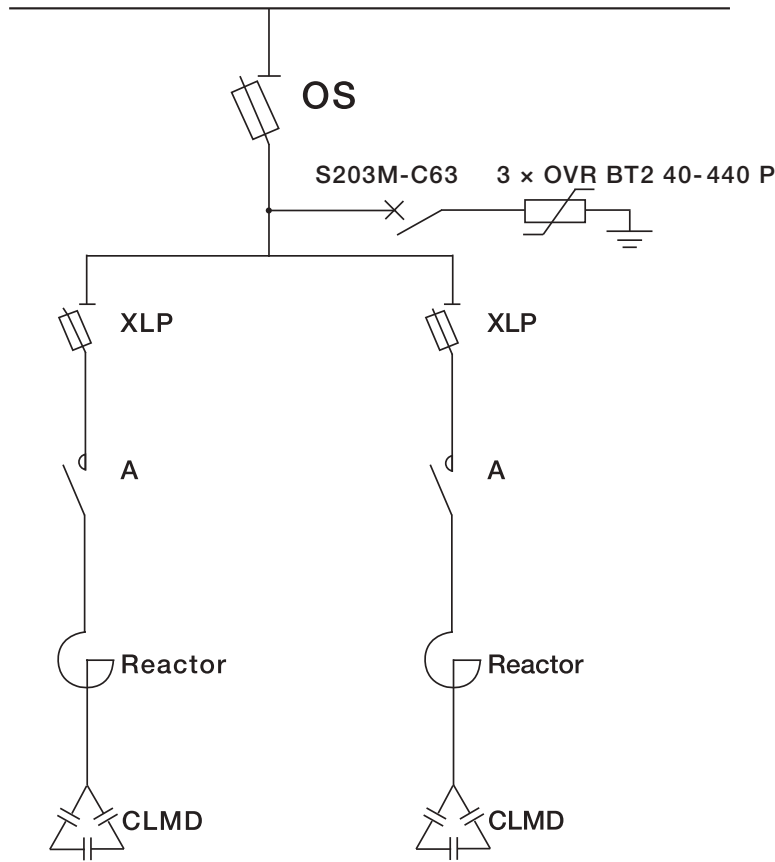 OS
S203M-C63 3 × OVR BT2 40-440 P
XLP XLP
A A
Reactor Reactor
CLMD CLMD